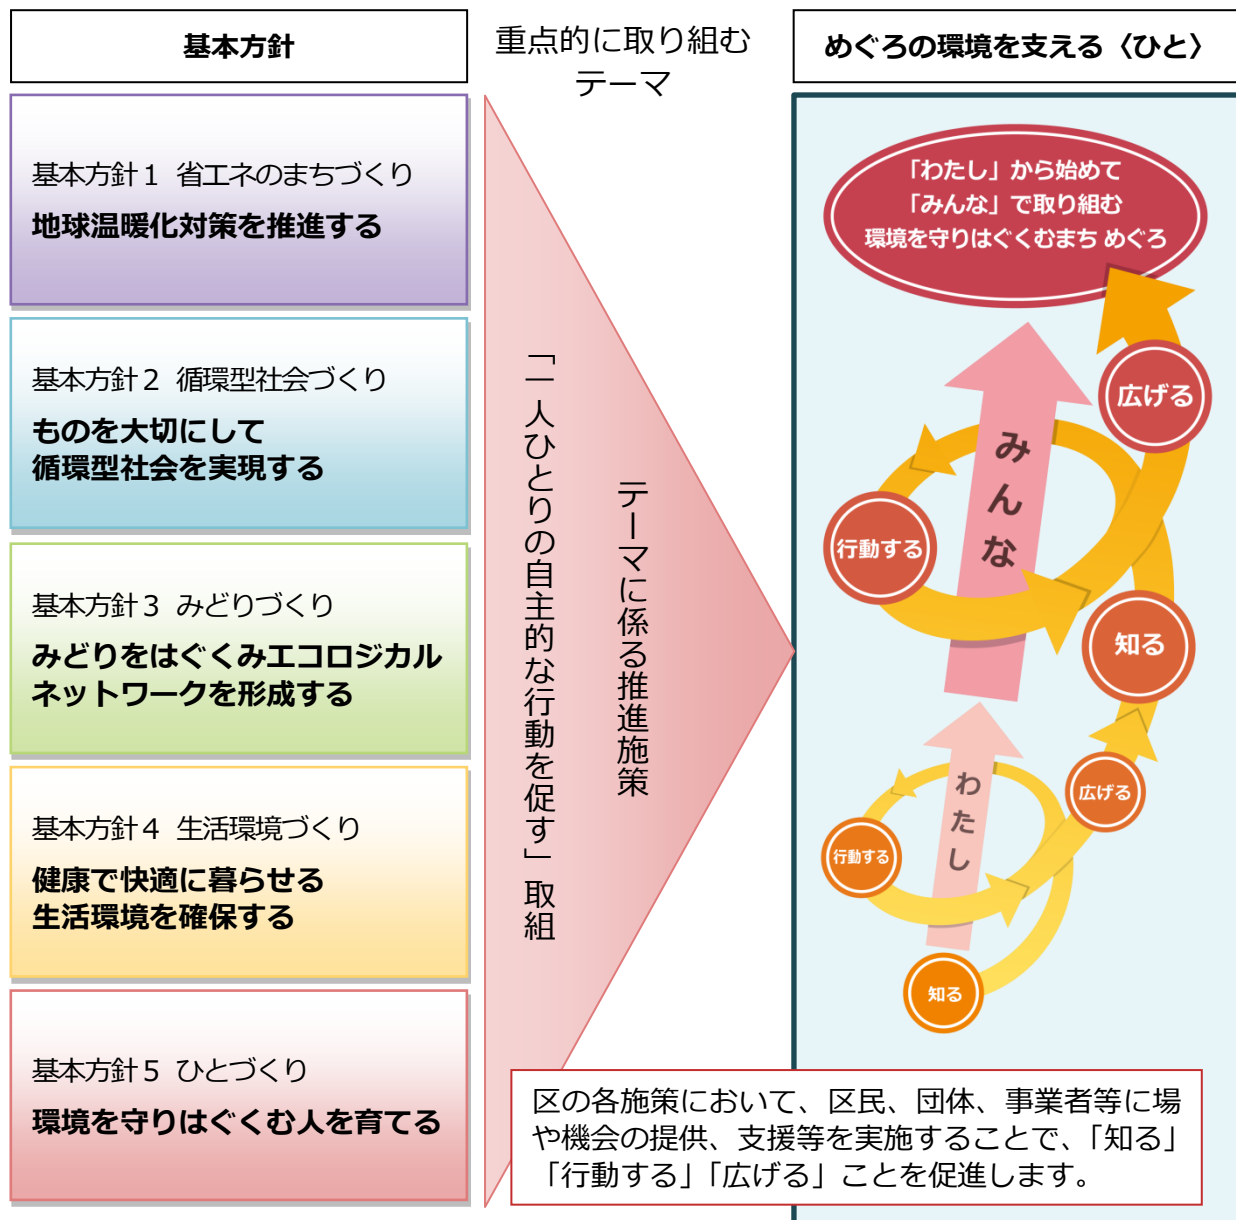 基本方針
重点的に取り組む
テーマ
めぐろの環境を支える〈ひと〉
基本方針１ 省エネのまちづくり
地球温暖化対策を推進する
基本方針２ 循環型社会づくり
ものを大切にして
循環型社会を実現する
基本方針３ みどりづくり
みどりをはぐくみエコロジカル
ネットワークを形成する
基本方針４ 生活環境づくり
健康で快適に暮らせる
生活環境を確保する
基本方針５ ひとづくり
環境を守りはぐくむ人を育てる
「一人ひとりの自主的な行動を促す」取組
テーマに係る推進施策
「わたし」から始めて
「みんな」で取り組む
環境を守りはぐくむまち めぐろ
広げる
みんな
行動する
知る
広げる
わたし
行動する
知る
区の各施策において、区民、団体、事業者等に場
や機会の提供、支援等を実施することで、「知る」
「行動する」「広げる」ことを促進します。